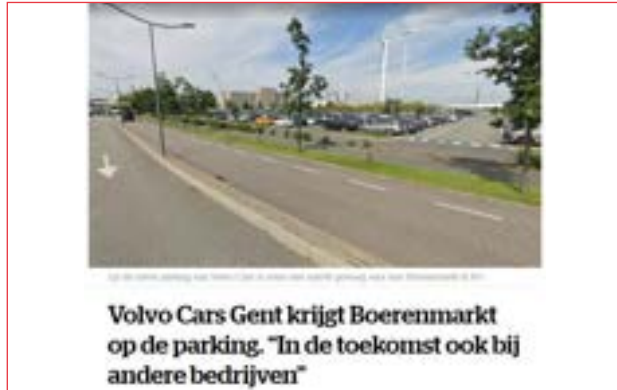 Volvo Cars Gent krijgt Boerenmarkt
op de parking. "In de toekomst ook bij
andere bedrijven"